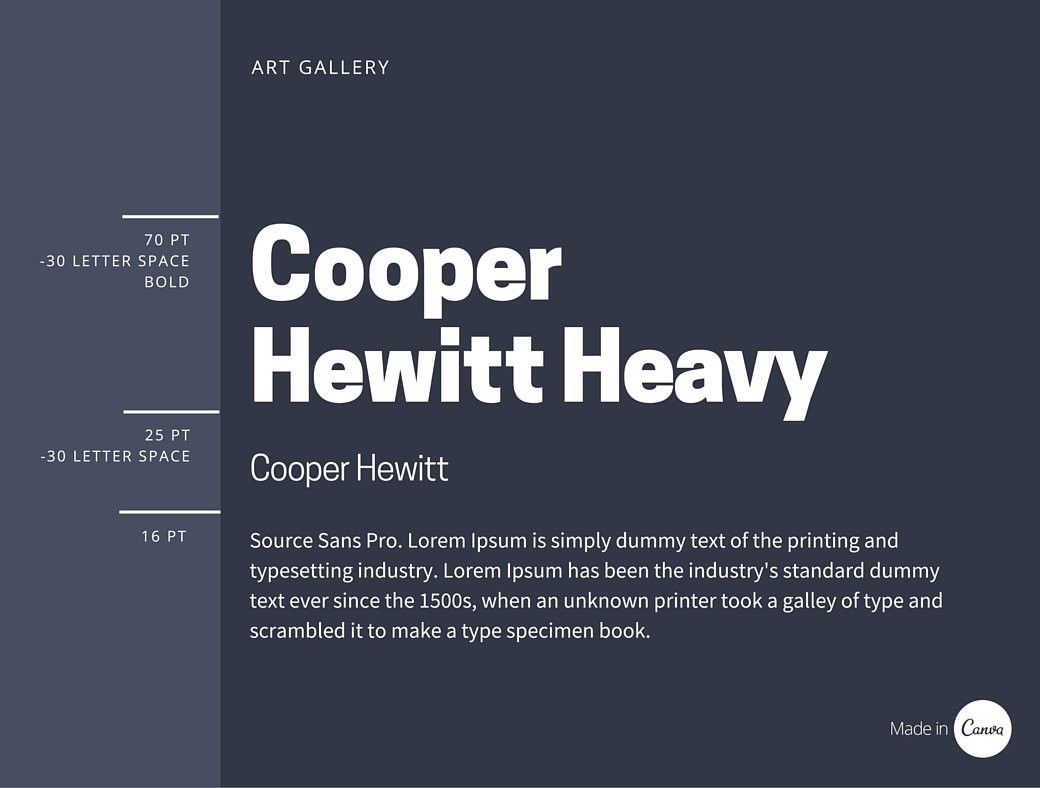 ART GALLERY
70 PT
-30 LETTER SPACE
BOLD
Cooper
Hewitt Heavy
25 PT
-30 LETTER SPACE
Cooper Hewitt
16 PT
Source Sans Pro. Lorem Ipsum is simply dummy text of the printing and
typesetting industry. Lorem Ipsum has been the industry's standard dummy
text ever since the 1500s, when an unknown printer took a galley of type and
scrambled it to make a type specimen book.
Made in Canva